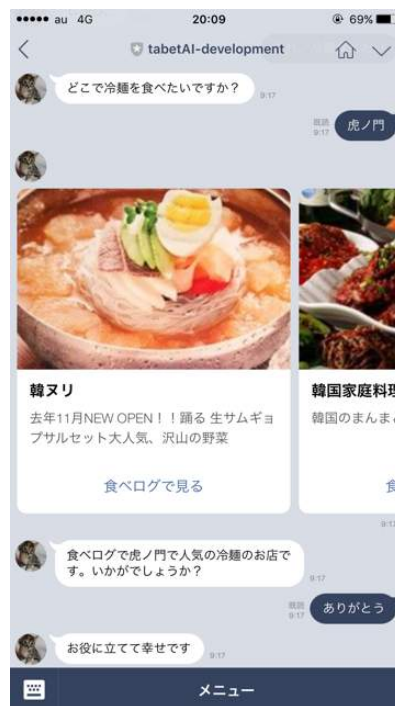 au 4G 20:09 69%
tabetAI-development
どこで冷麺を食べたいですか？
9:17
既読
9:17
虎ノ門
韓ヌリ
去年11月NEW OPEN！！踊る 生サムギョ
プサルセット大人気、沢山の野菜
食べログで見る
韓国家庭料理
韓国のまんま
食
9:17
食べログで虎ノ門で人気の冷麺のお店で
す。いかがでしょうか？
9:17
既読
9:17
ありがとう
お役に立てて幸せです
9:17
メニュー